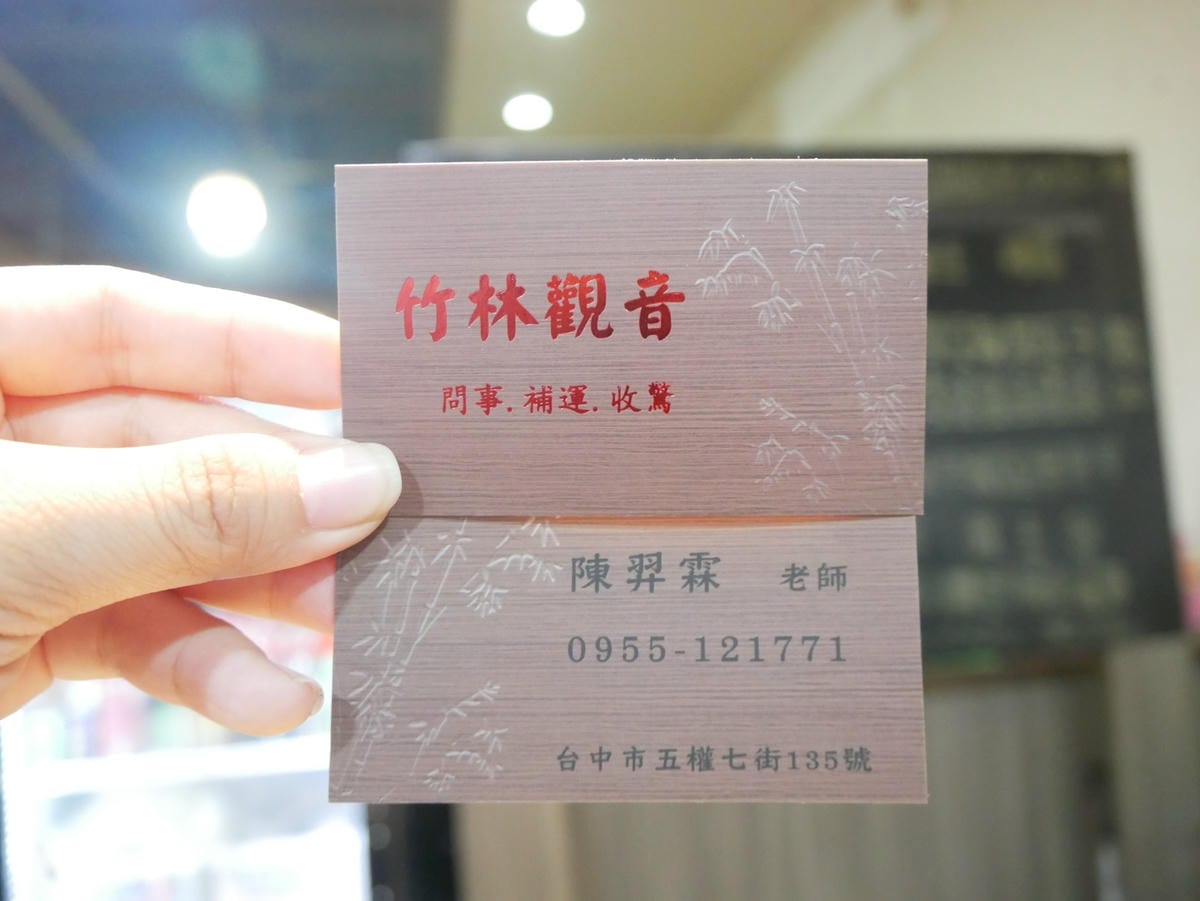 竹林觀音
問事.補運.收驚
陳羿霖 老師
0955-121771
台中市五權七街135號